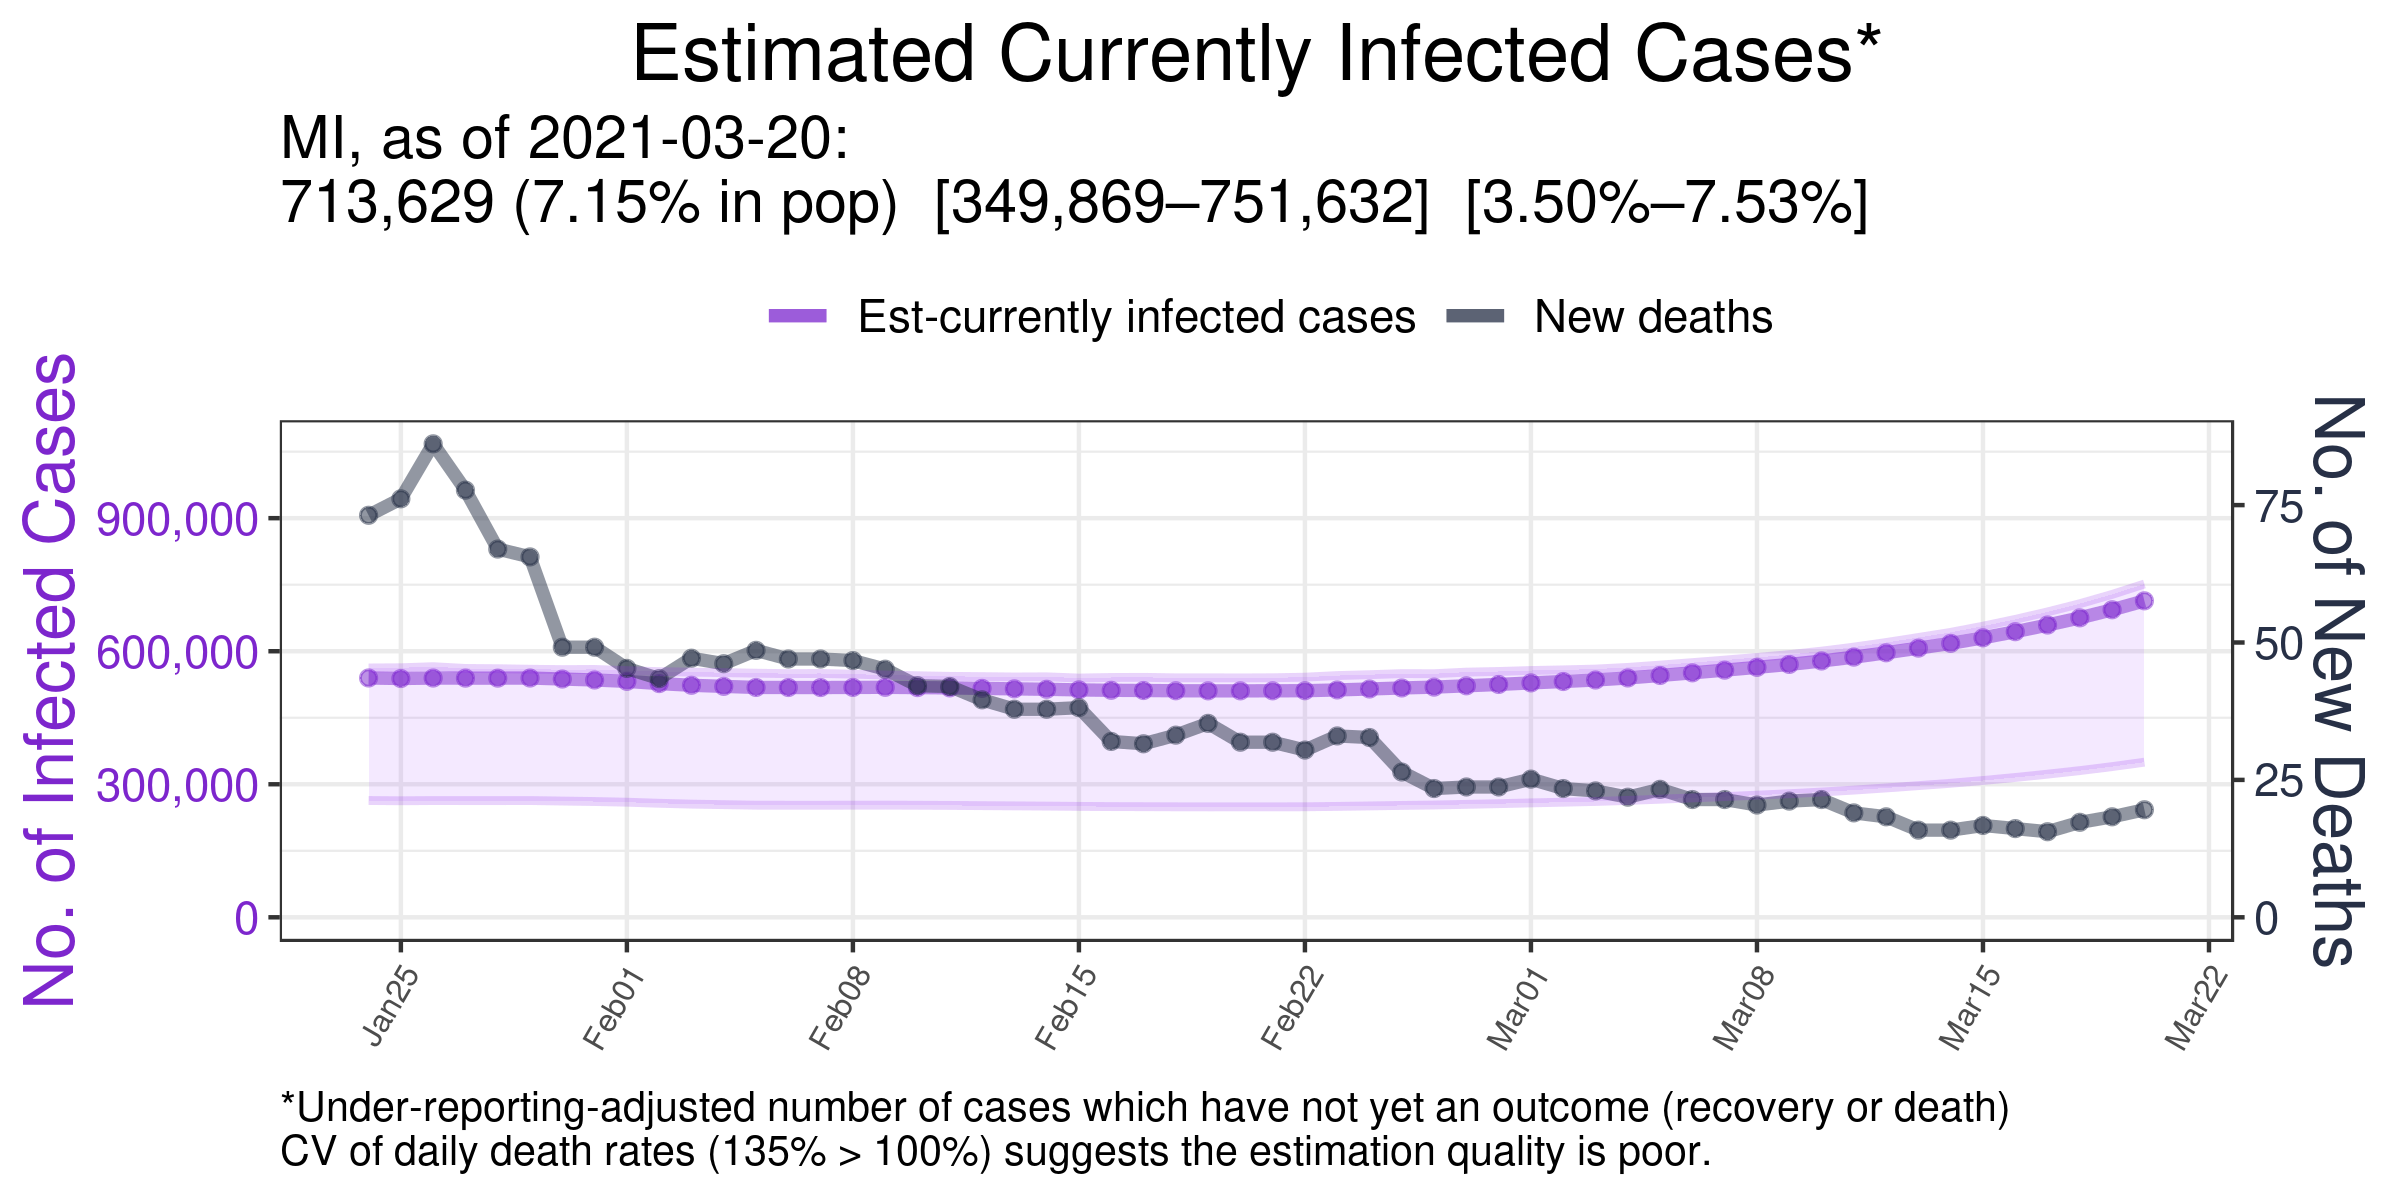 Estimated Currently Infected Cases*
MI, as of 2021-03-20:
713,629 (7.15% in pop) [349,869–751,632] [3.50%–7.53%]
Est-currently infected cases
New deaths
No. of Infected Cases
900,000
600,000
300,000
0
No. of New Deaths
75
50
25
0
Jan25
Feb01
Feb08
Feb15
Feb22
Mar01
Mar08
Mar15
Mar22
*Under-reporting-adjusted number of cases which have not yet an outcome (recovery or death)
CV of daily death rates (135% > 100%) suggests the estimation quality is poor.